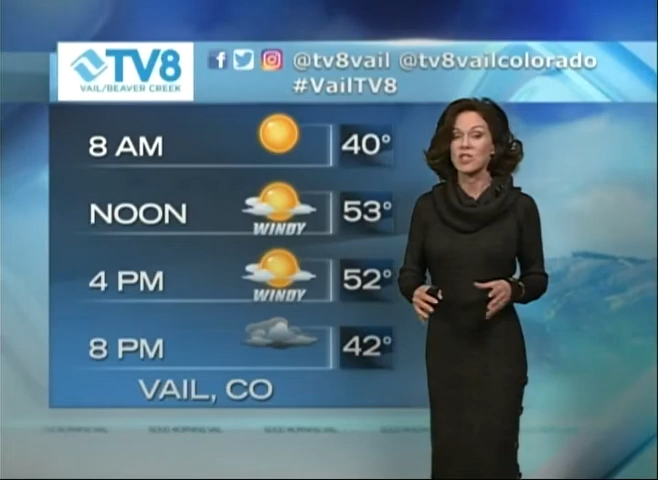 TV8
VAIL/BEAVER CREEK
@tv8vail @tv8vailcolorado
#VailTV8
8 AM 40°
NOON WINDY 53°
4 PM WINDY 52°
8 PM 42°
VAIL, CO